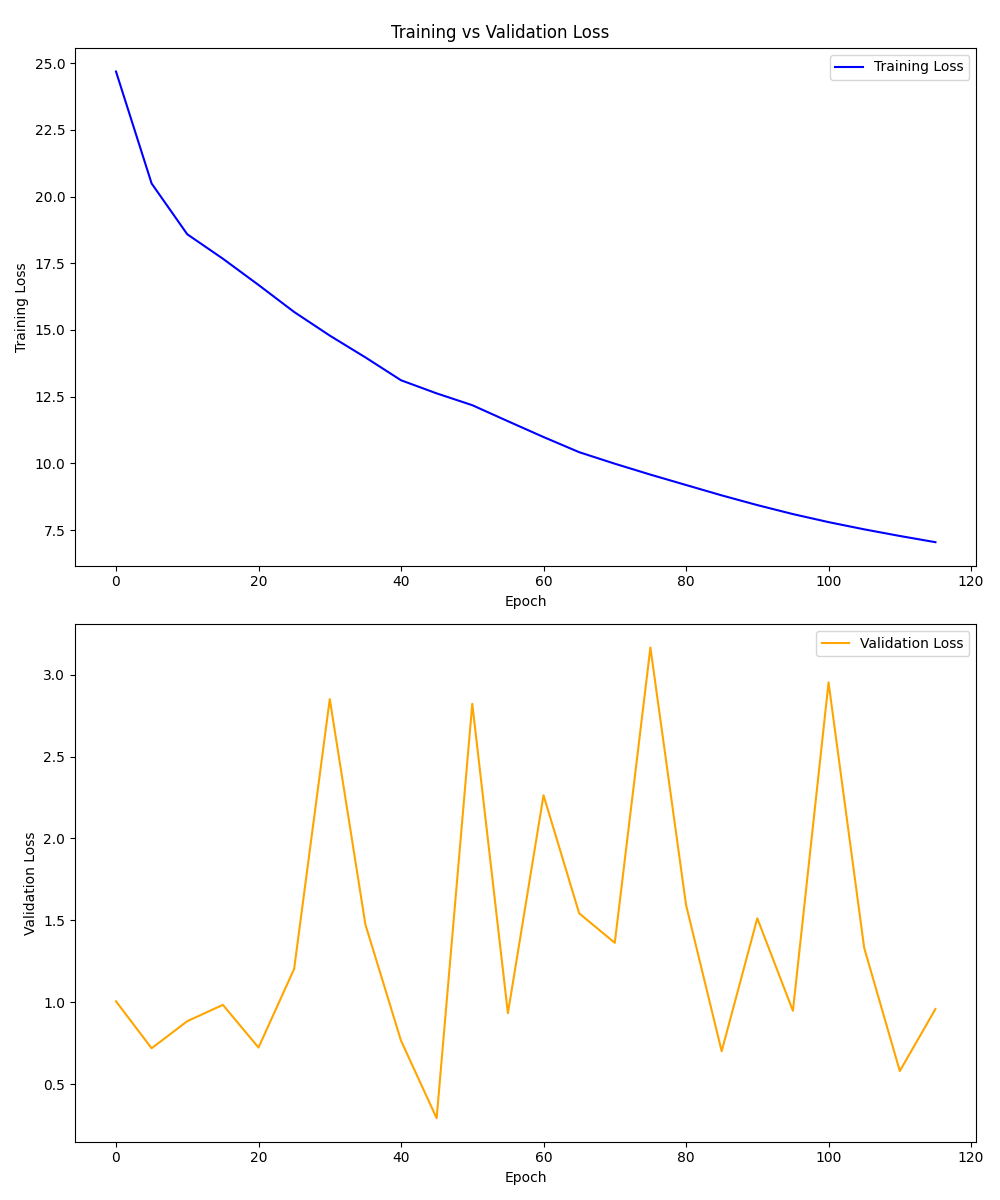 Training vs Validation Loss
Training Loss
25.0
22.5
20.0
17.5
15.0
12.5
10.0
7.5
Training Loss
0 20 40 60 80 100 120
Epoch
Validation Loss
3.0
2.5
2.0
1.5
1.0
0.5
Validation Loss
0 20 40 60 80 100 120
Epoch